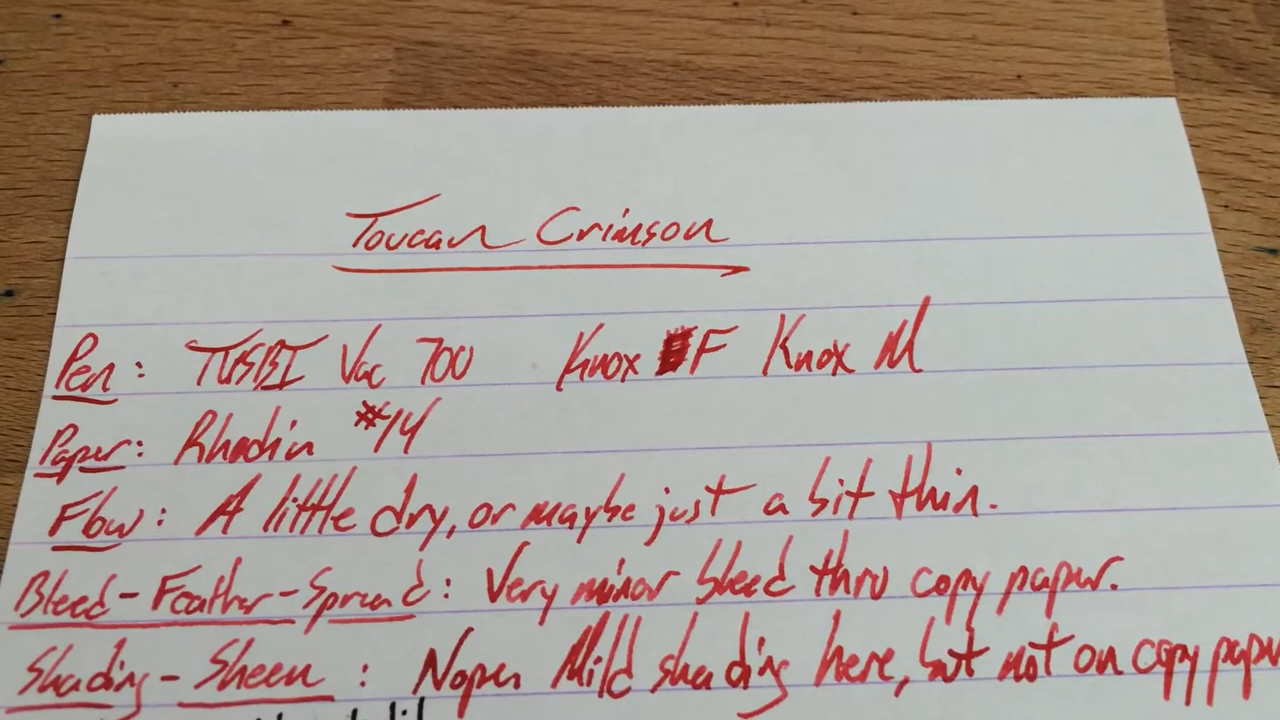 Toucan Crimson
Pen: TWSBI Vac 700 Knox F Knox M
Paper: Rhodia #14
Flow: A little dry, or maybe just a bit thin.
Bleed-Feather-Spread: Very minor bleed thru copy paper.
Shading-Sheen: Mild shading here, but not on copy paper